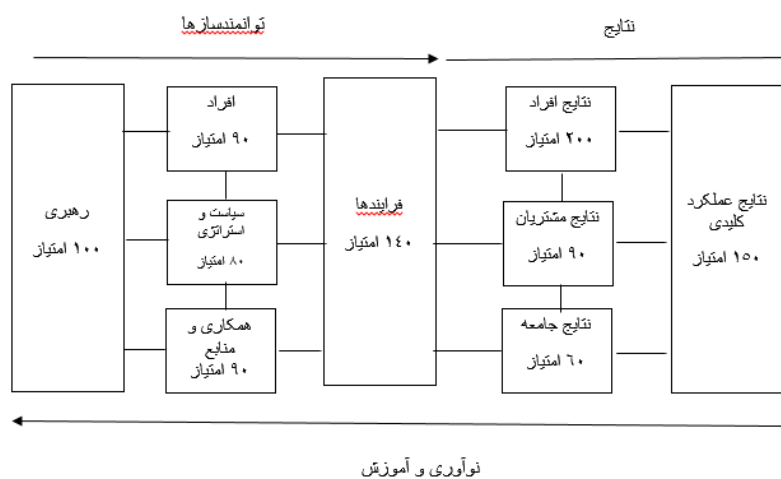 توانمندسازها
نتایج
رهبری
۱۰۰ امتیاز
افراد
۹۰ امتیاز
سیاست و
استراتژی
۸۰ امتیاز
همکاری و
منابع
۹۰ امتیاز
فرایندها
۱۴۰ امتیاز
نتایج افراد
۲۰۰ امتیاز
نتایج مشتریان
۹۰ امتیاز
نتایج جامعه
۶۰ امتیاز
نتایج عملکرد
کلیدی
۱۵۰ امتیاز
نوآوری و آموزش